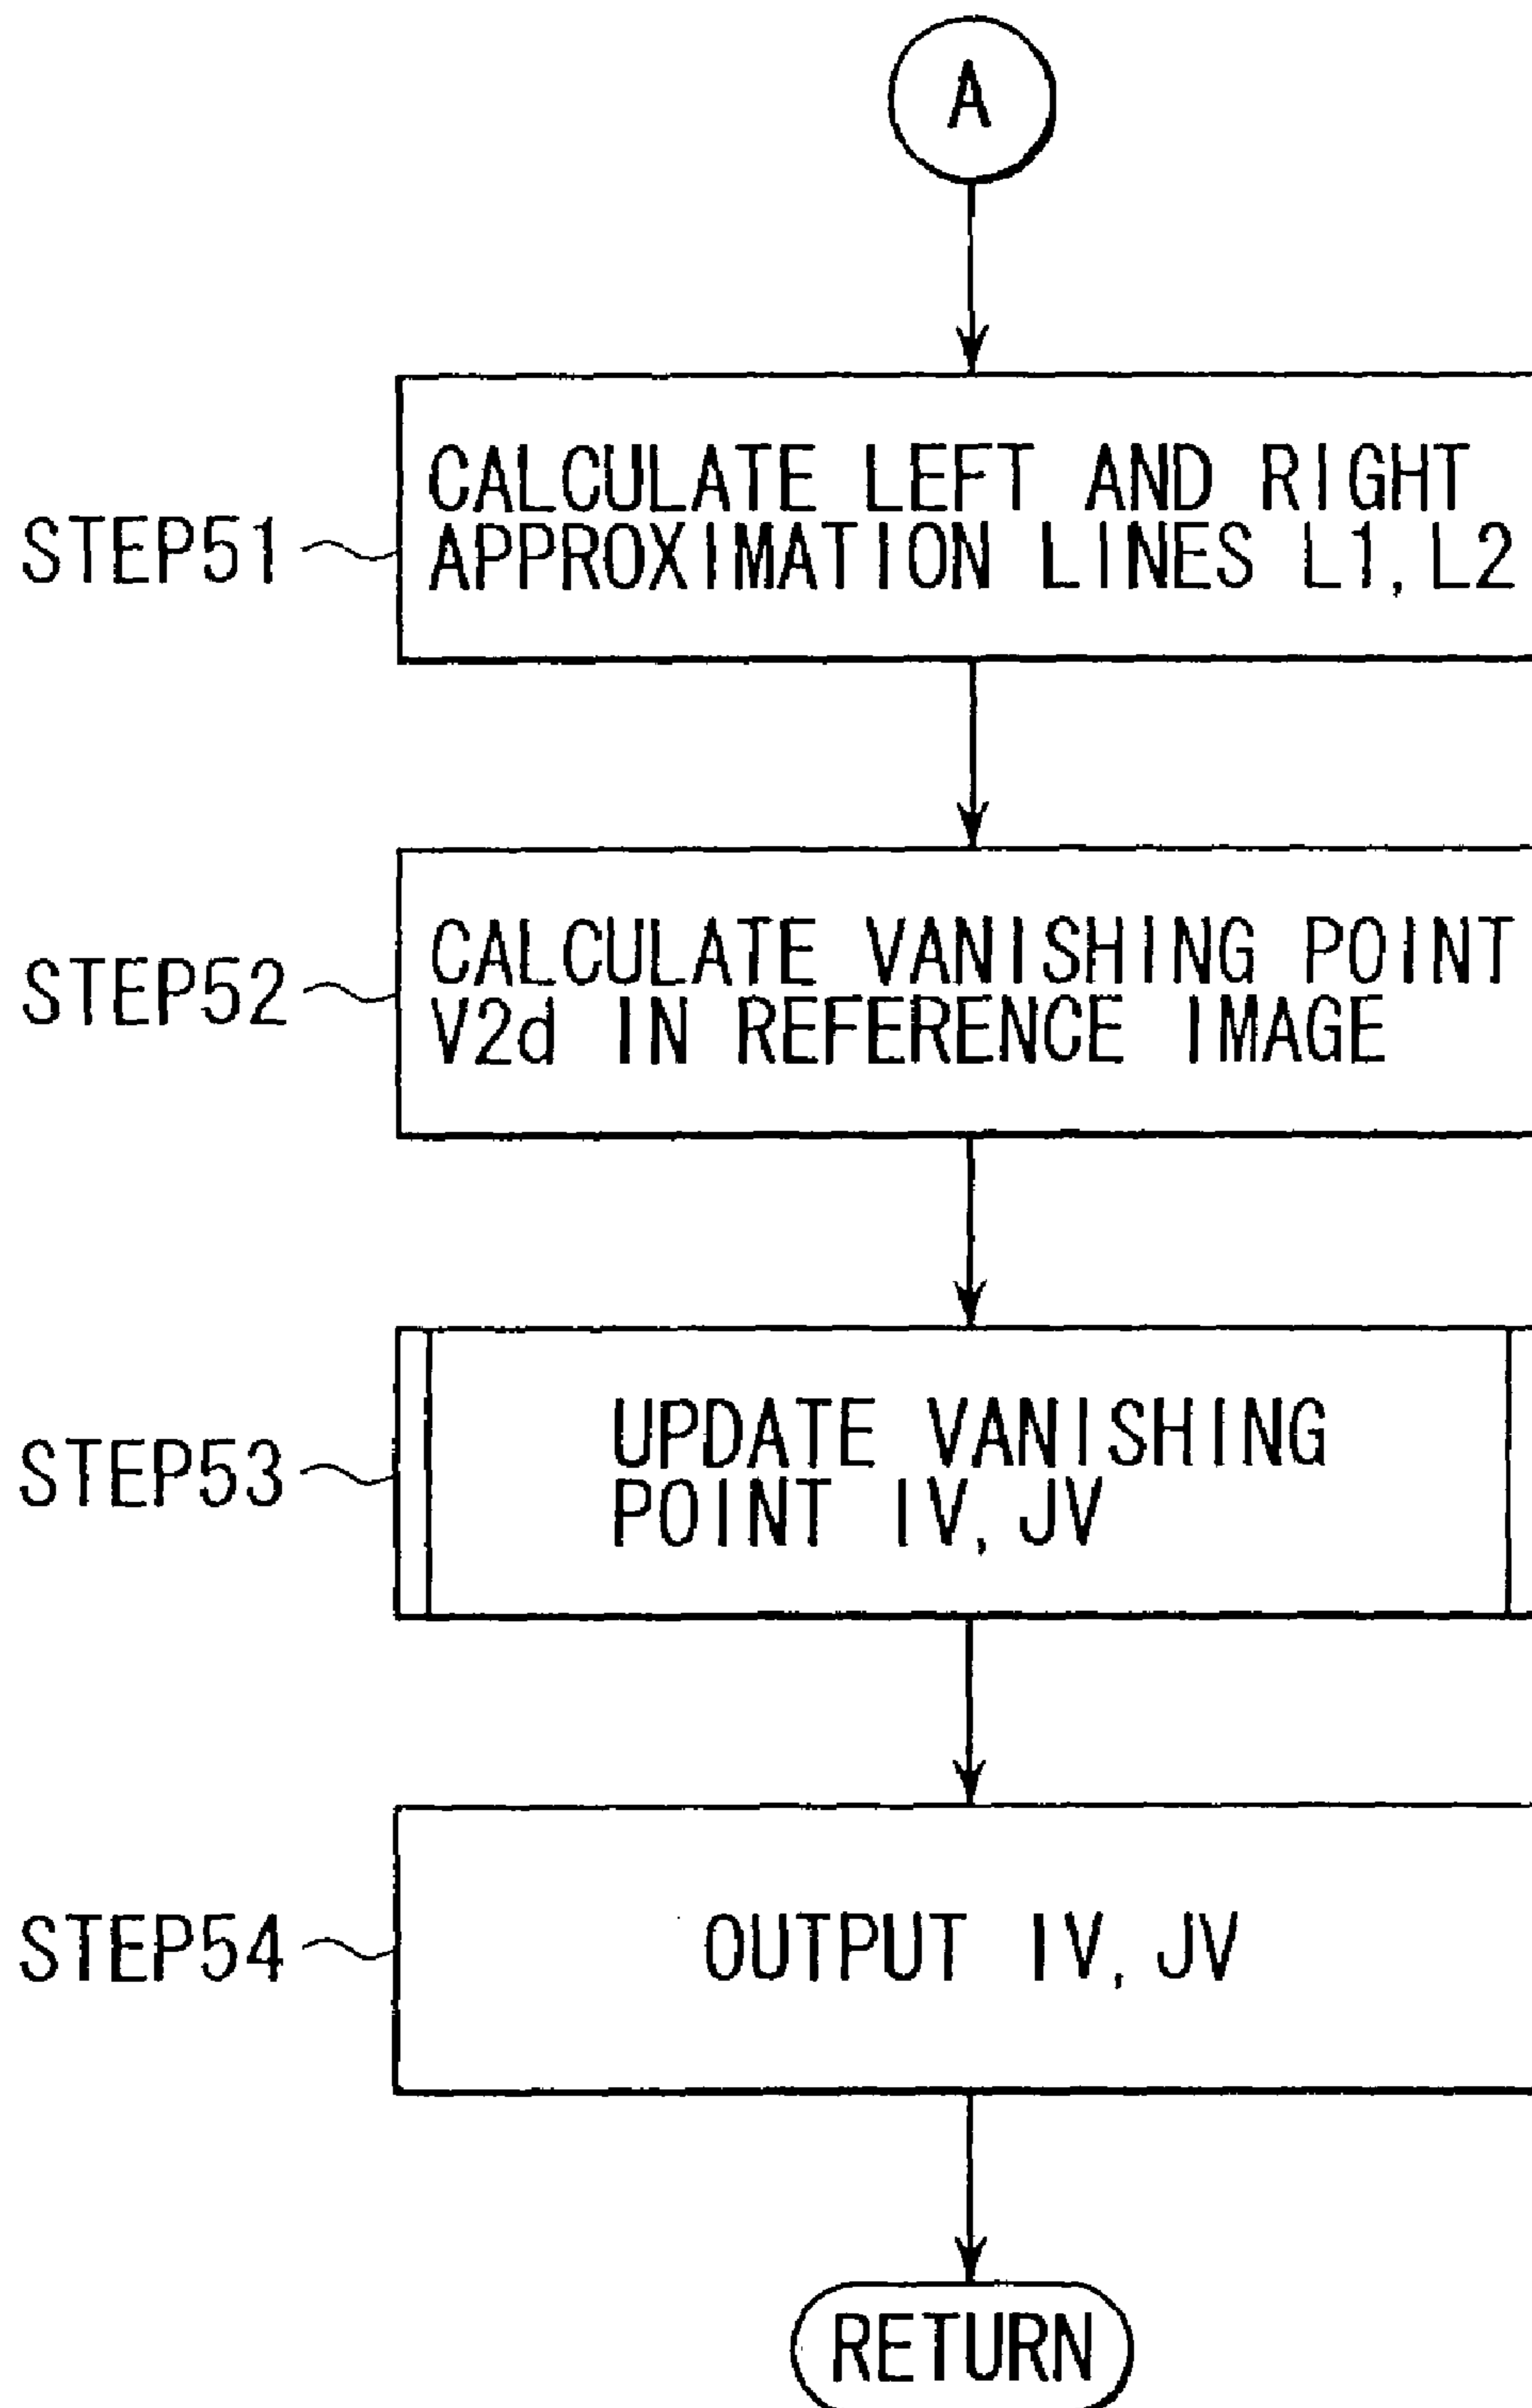 A
CALCULATE LEFT AND RIGHT
APPROXIMATION LINES L1, L2
STEP51
CALCULATE VANISHING POINT
V2d IN REFERENCE IMAGE
STEP52
UPDATE VANISHING
POINT IV, JV
STEP53
OUTPUT IV, JV
STEP54
RETURN